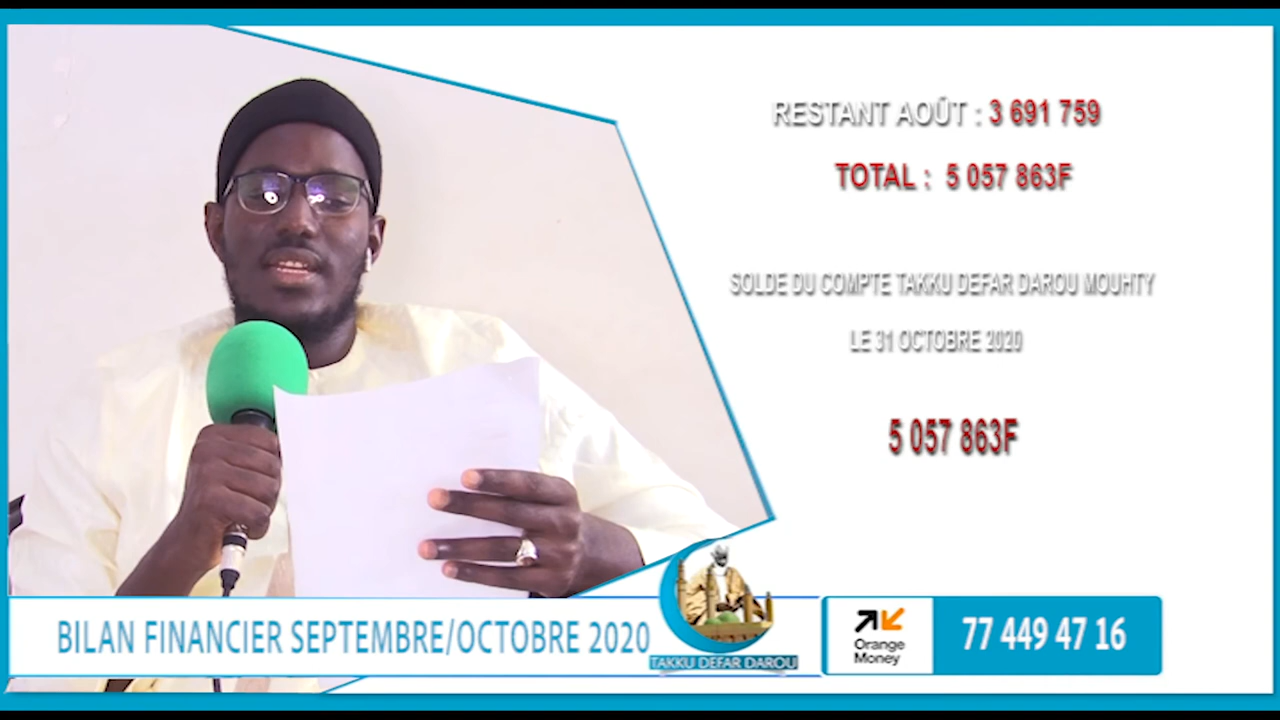 RESTANT AOÛT : 3 691 759
TOTAL : 5 057 863F
SOLDE DU COMPTE TAKKU DEFAR DAROU MOUHTY
LE 31 OCTOBRE 2020
5 057 863F
BILAN FINANCIER SEPTEMBRE/OCTOBRE 2020
TAKKU DEFAR DAROU
Orange
Money
77 449 47 16